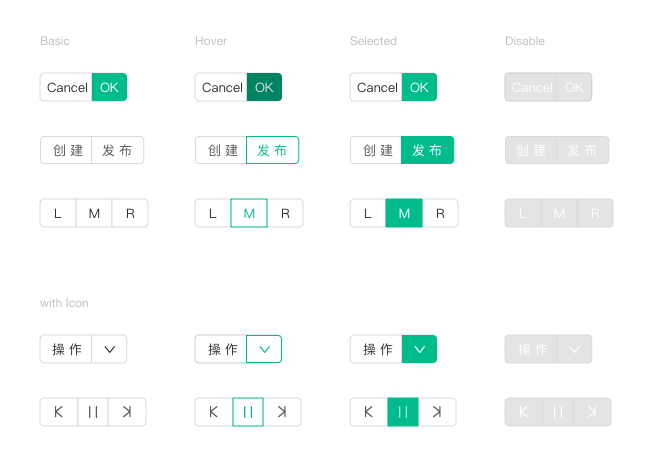 Basic Hover Selected Disable
Cancel OK Cancel OK Cancel OK Cancel OK
创建 发布 创建 发布 创建 发布 创建 发布
L M R L M R L M R L M R
with Icon
操作 操作 操作 操作